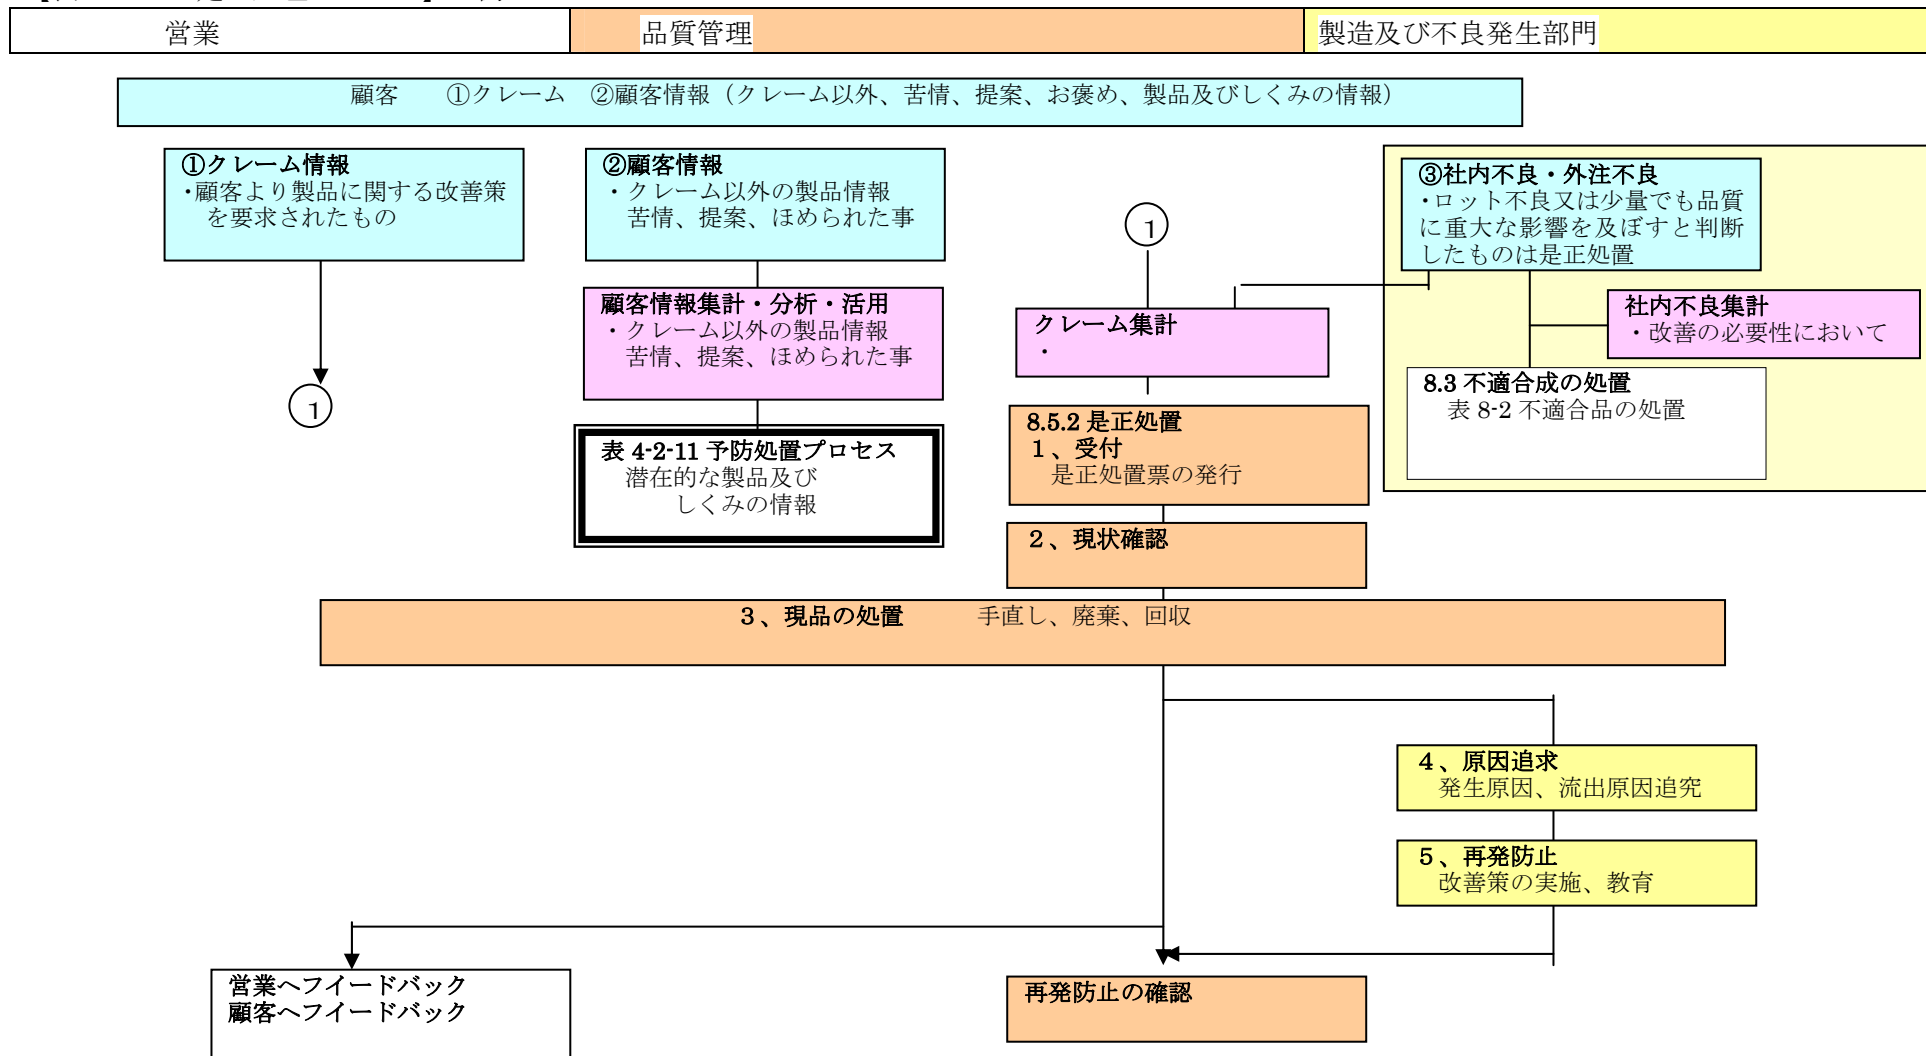 営業 品質管理 製造及び不良発生部門
顧客 ①クレーム ②顧客情報（クレーム以外、苦情、提案、お褒め、製品及びしくみの情報）
①クレーム情報
・顧客より製品に関する改善策
を要求されたもの
1
②顧客情報
・クレーム以外の製品情報
苦情、提案、ほめられた事
顧客情報集計・分析・活用
・クレーム以外の製品情報
苦情、提案、ほめられた事
表 4-2-11 予防処置プロセス
潜在的な製品及び
しくみの情報
1
クレーム集計
・
③社内不良・外注不良
・ロット不良又は少量でも品質
に重大な影響を及ぼすと判断
したものは是正処置
社内不良集計
・改善の必要性において
8.3 不適合成の処置
表 8-2 不適合品の処置
8.5.2 是正処置
１、受付
是正処置票の発行
２、現状確認
３、現品の処置 手直し、廃棄、回収
４、原因追求
発生原因、流出原因追究
５、再発防止
改善策の実施、教育
営業へフイードバック
顧客へフイードバック
再発防止の確認